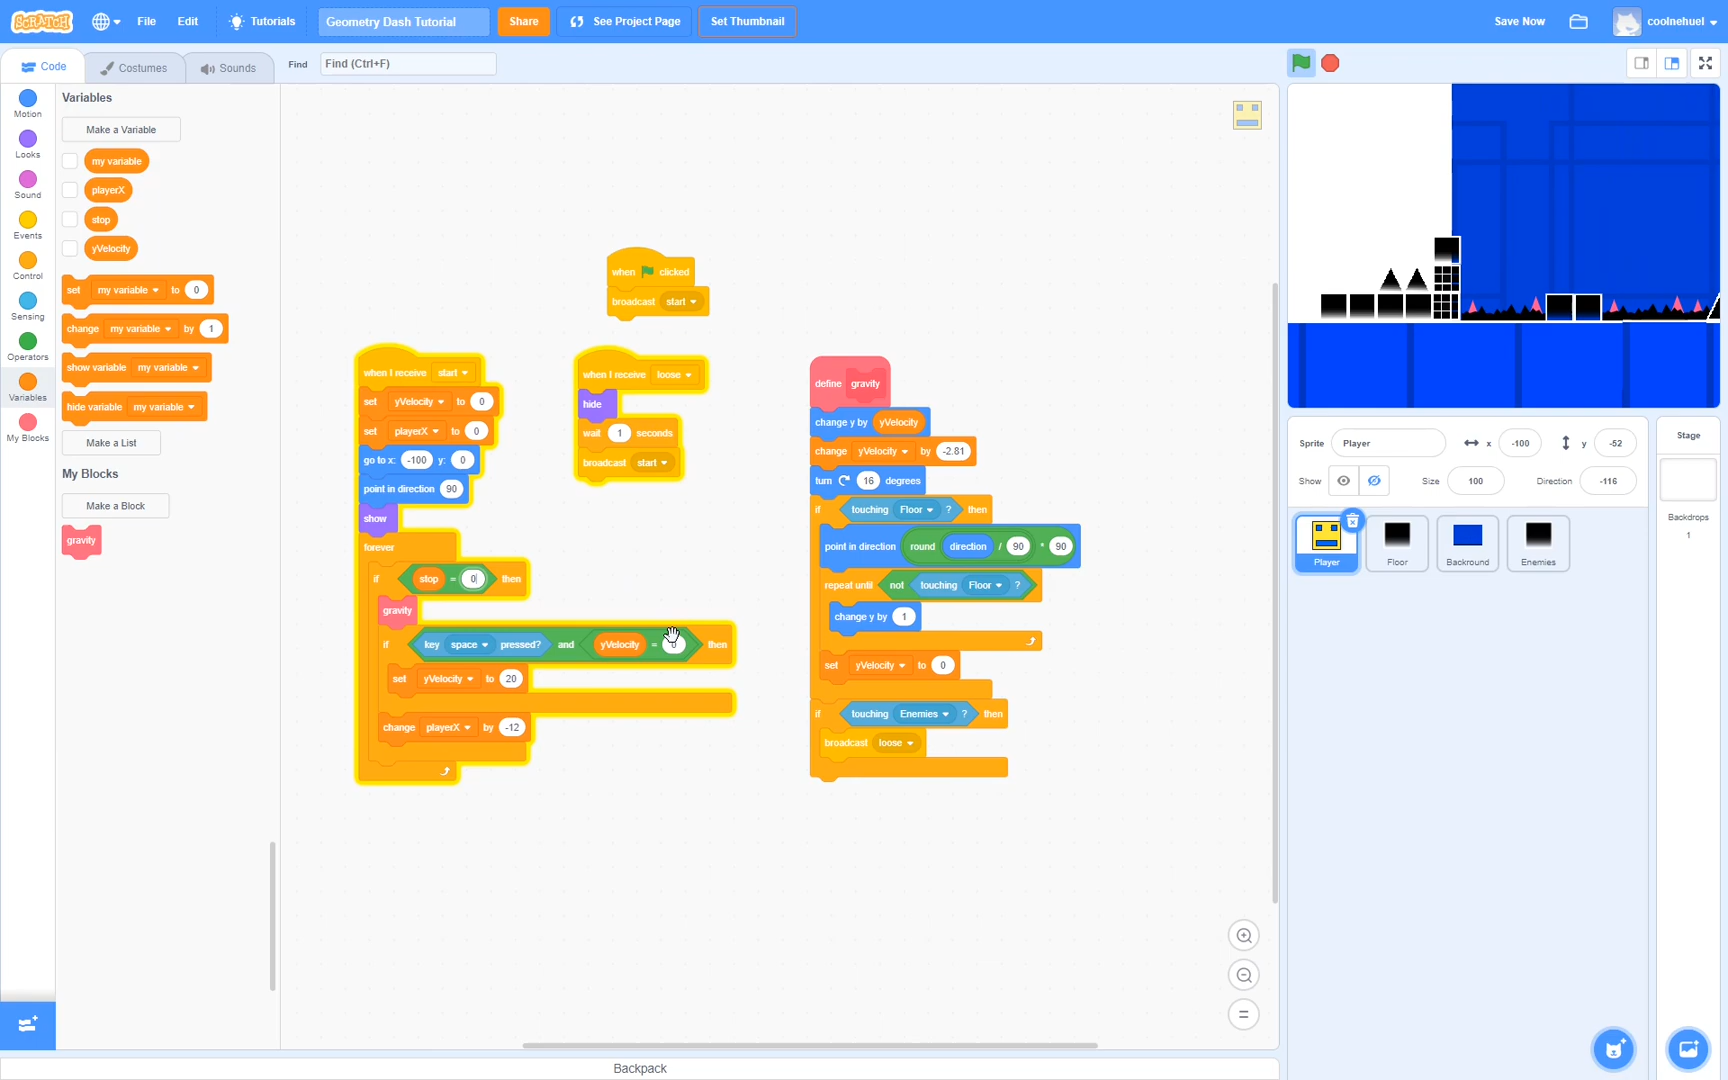 SCRATCH File Edit Tutorials Geometry Dash Tutorial Share See Project Page Set Thumbnail Save Now coolnehuel
Code Costumes Sounds Find Find (Ctrl+F)
Motion
Looks
Sound
Events
Control
Sensing
Operators
Variables
My Blocks
Variables
Make a Variable
my variable
playerX
stop
yVelocity
set my variable to 0
change my variable by 1
show variable my variable
hide variable my variable
Make a List
My Blocks
Make a Block
gravity
when clicked
broadcast start
when I receive start
set yVelocity to 0
set playerX to 0
go to x: -100 y: 0
point in direction 90
show
forever
if stop = 0 then
gravity
if key space pressed? and yVelocity = 0 then
set yVelocity to 20
change playerX by -12
when I receive loose
hide
wait 1 seconds
broadcast start
define gravity
change y by yVelocity
change yVelocity by -2.81
turn 16 degrees
if touching Floor ? then
point in direction round direction / 90 * 90
repeat until not touching Floor ?
change y by 1
set yVelocity to 0
if touching Enemies ? then
broadcast loose
Backpack
Sprite Player x -100 y -52
Show Size 100 Direction -116
Player Floor Backround Enemies
Stage
Backdrops
1